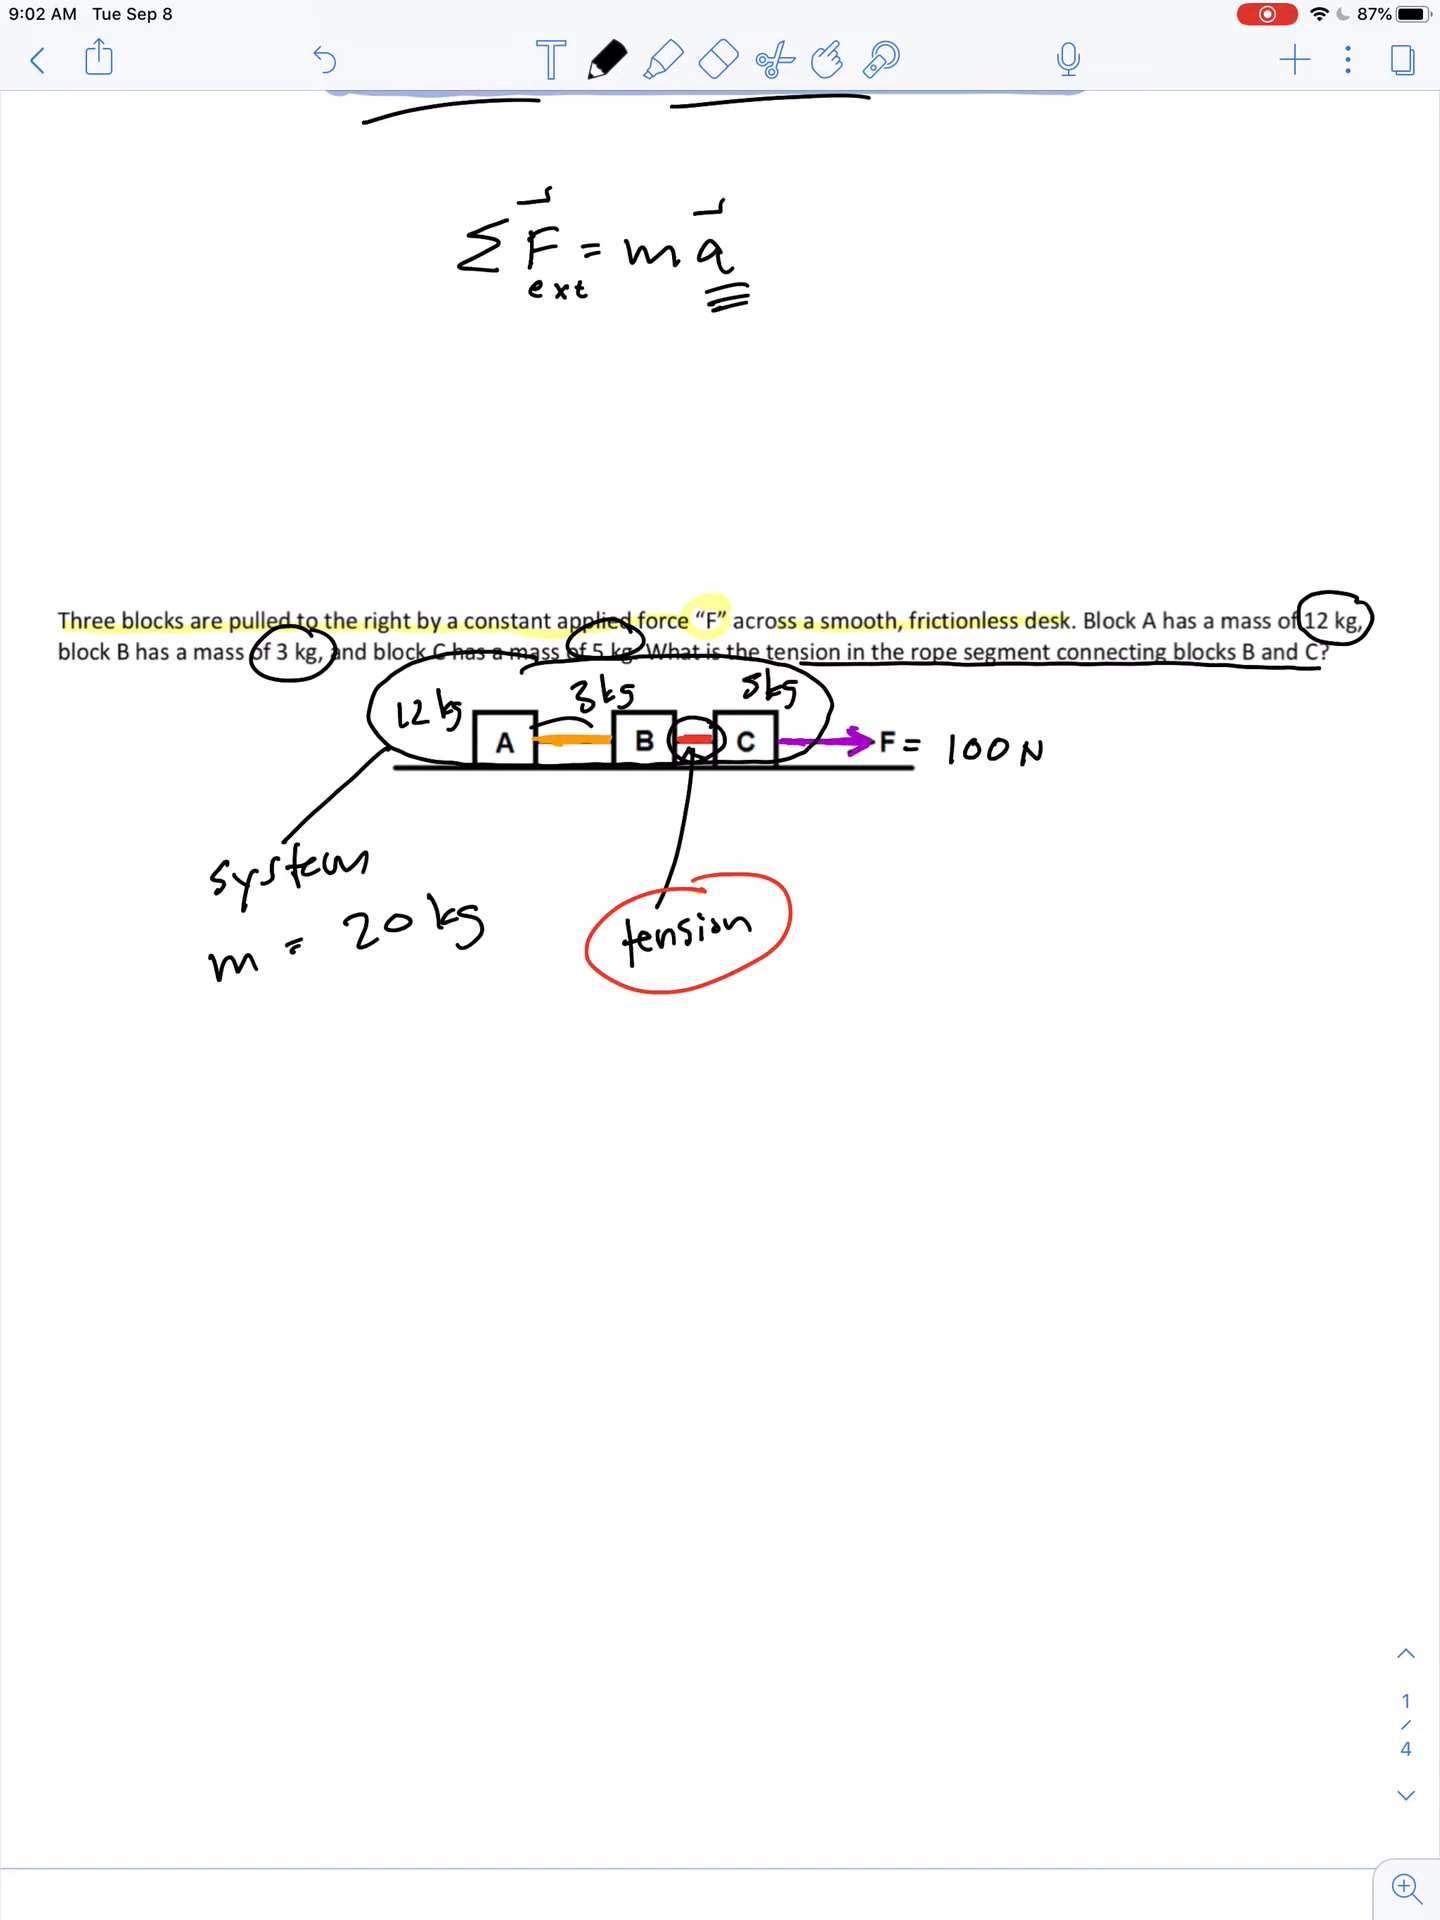 9:02 AM Tue Sep 8
87%
T
Σ F = m a
ext
Three blocks are pulled to the right by a constant applied force “F” across a smooth, frictionless desk. Block A has a mass of 12 kg,
block B has a mass of 3 kg, and block C has a mass of 5 kg. What is the tension in the rope segment connecting blocks B and C?
12 kg 3 kg 5 kg
A B C F = 100 N
system
m = 20 kg
tension
1
/
4